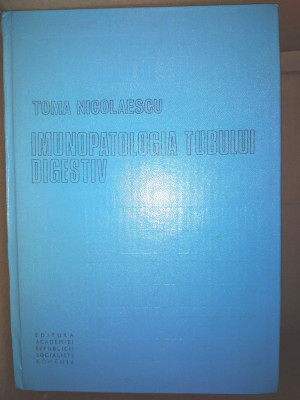 TOMA NICOLAESCU
IMUNOPATOLOGIA TUBULUI
DIGESTIV
EDITURA
ACADEMIEI
REPUBLICII
SOCIALISTE
ROMÂNIA